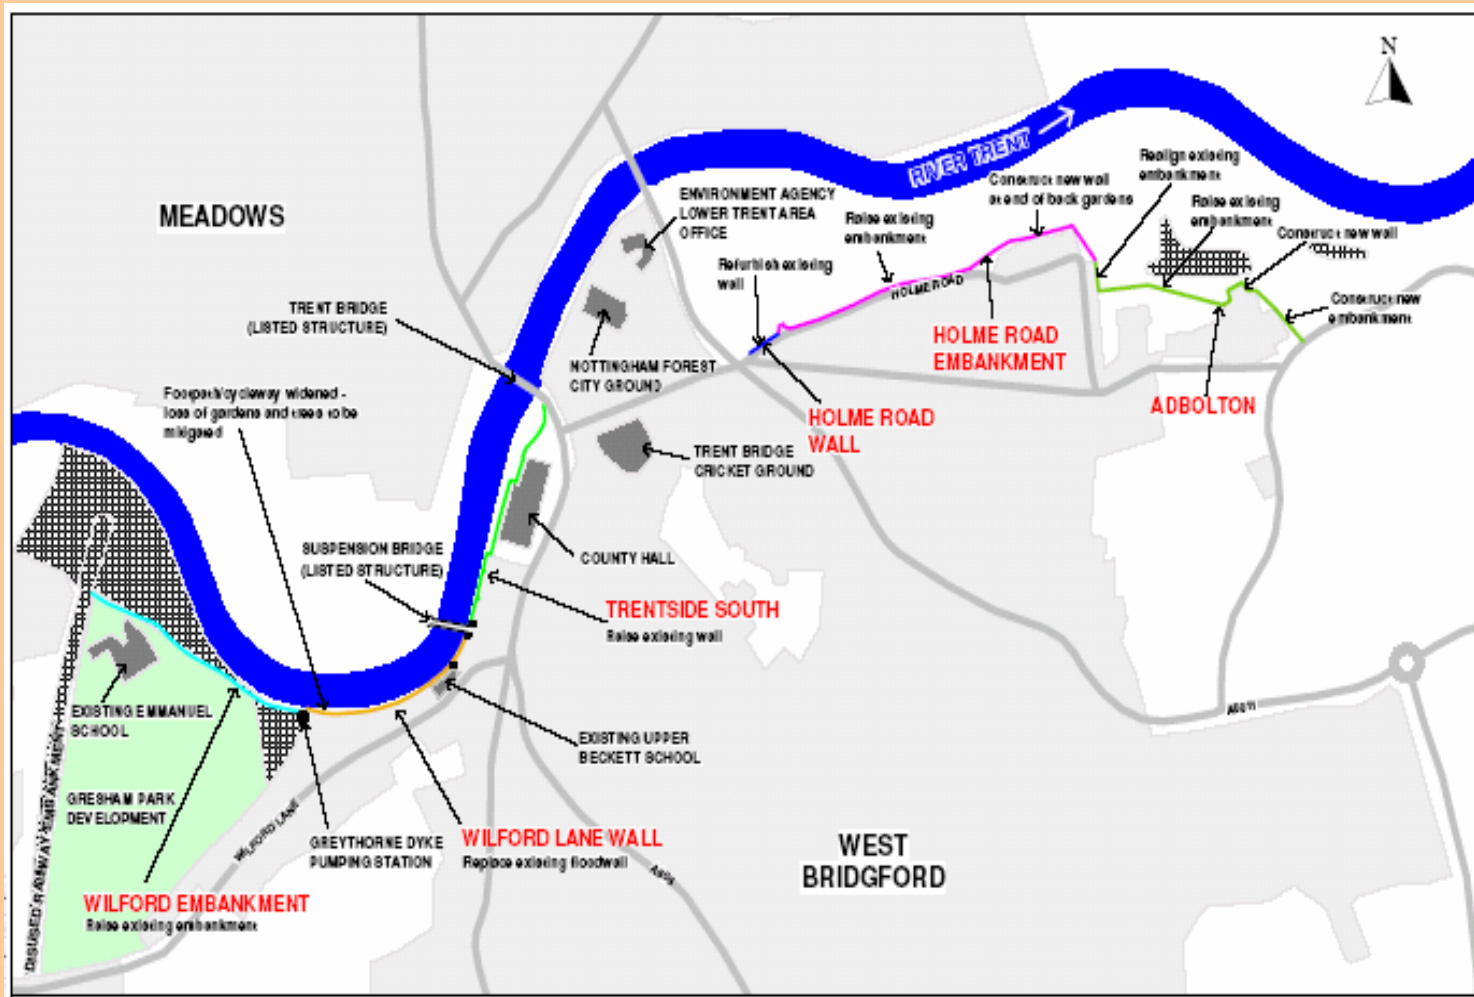 N
RIVER TRENT
MEADOWS
ENVIRONMENT AGENCY
LOWER TRENT AREA
OFFICE
Construct new wall
at end of back gardens
Realign existing
embankment
Raise existing
embankment
Raise existing
embankment
Construct new wall
Refurbish existing
wall
HOLME ROAD
Construct new
embankment
TRENT BRIDGE
(LISTED STRUCTURE)
HOLME ROAD
EMBANKMENT
NOTTINGHAM FOREST
CITY GROUND
ADBOLTON
Footpath/cycleway widened -
loss of gardens and trees to be
mitigated
HOLME ROAD
WALL
TRENT BRIDGE
CRICKET GROUND
SUSPENSION BRIDGE
(LISTED STRUCTURE)
COUNTY HALL
TRENTSIDE SOUTH
Raise existing wall
EXISTING EMMANUEL
SCHOOL
A6011
EXISTING UPPER
BECKETT SCHOOL
GRESHAM PARK
DEVELOPMENT
WILFORD LANE
GREYTHORNE DYKE
PUMPING STATION
WILFORD LANE WALL
Replace existing floodwall
WEST
BRIDGFORD
WILFORD EMBANKMENT
Raise existing embankment
DISUSED RAILWAY EMBANKMENT